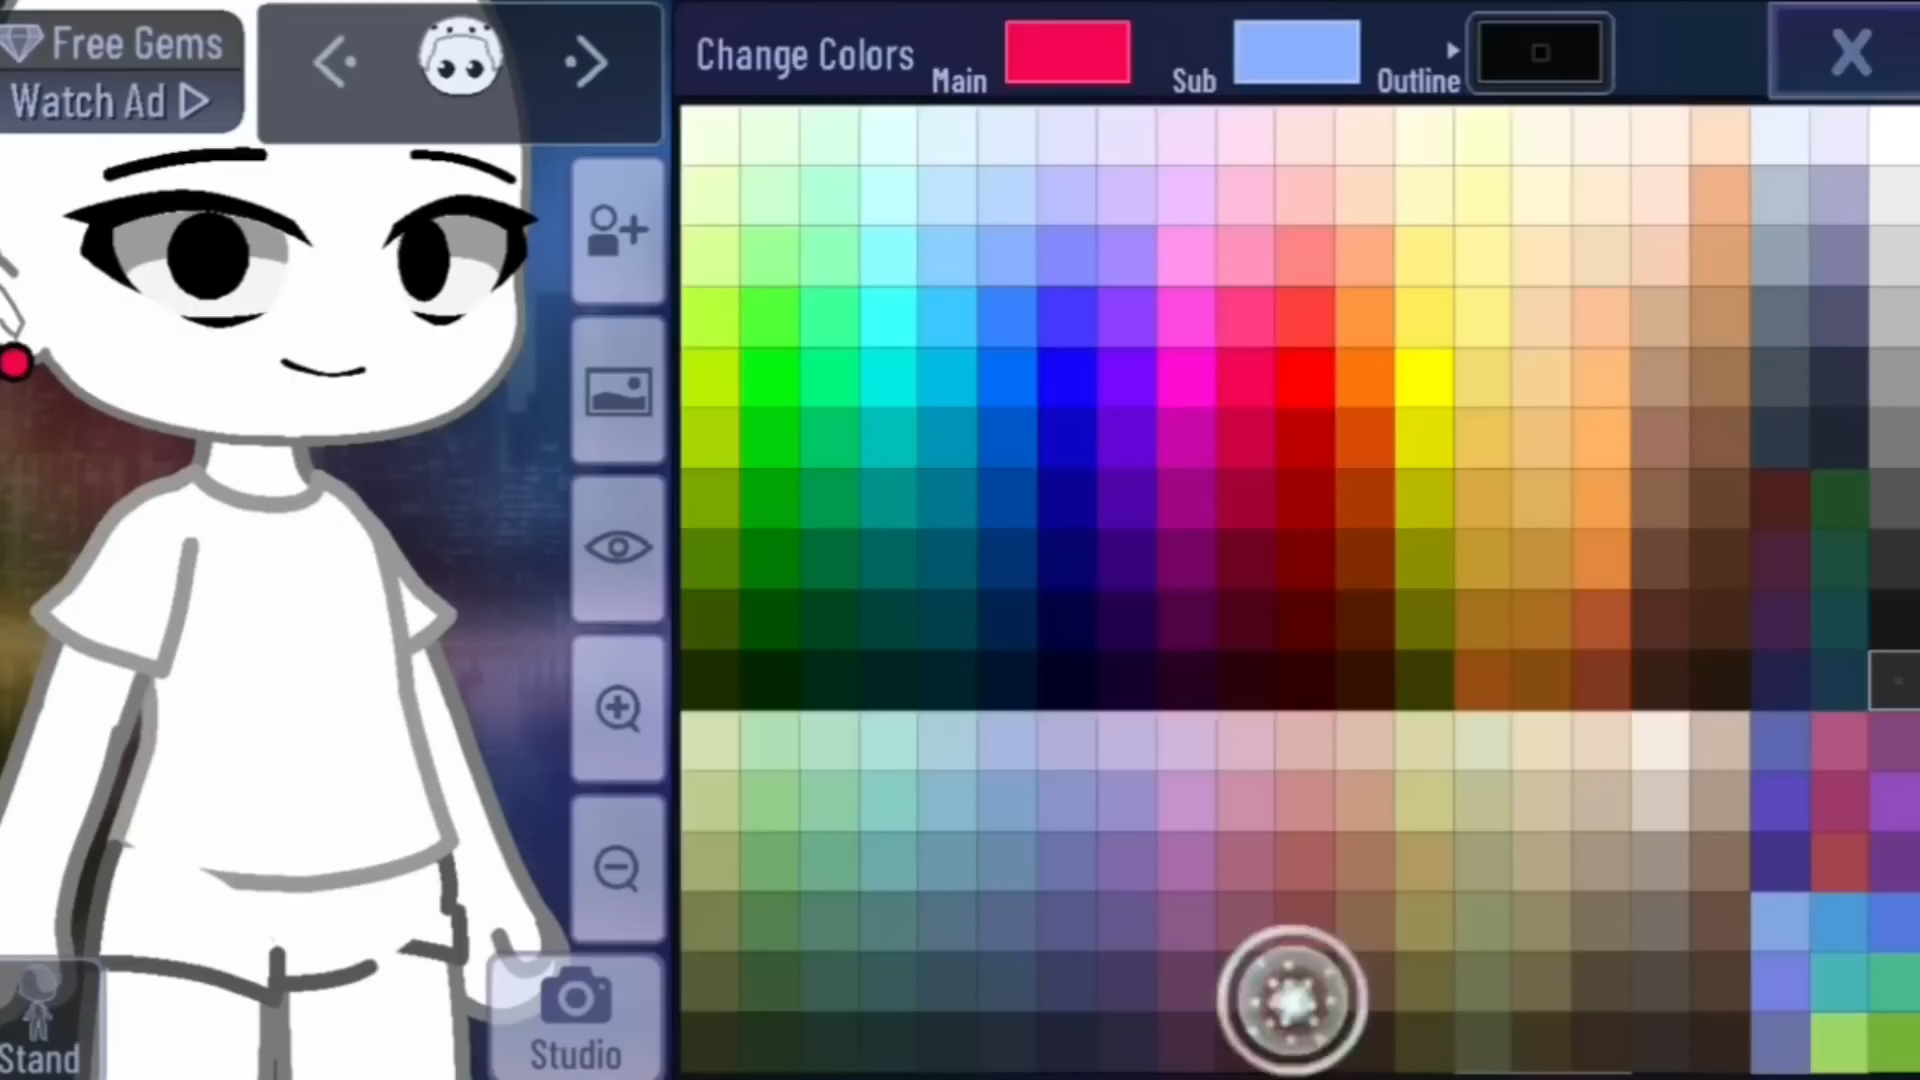 Free Gems
Watch Ad
Change Colors
Main
Sub
Outline
X
Stand
Studio